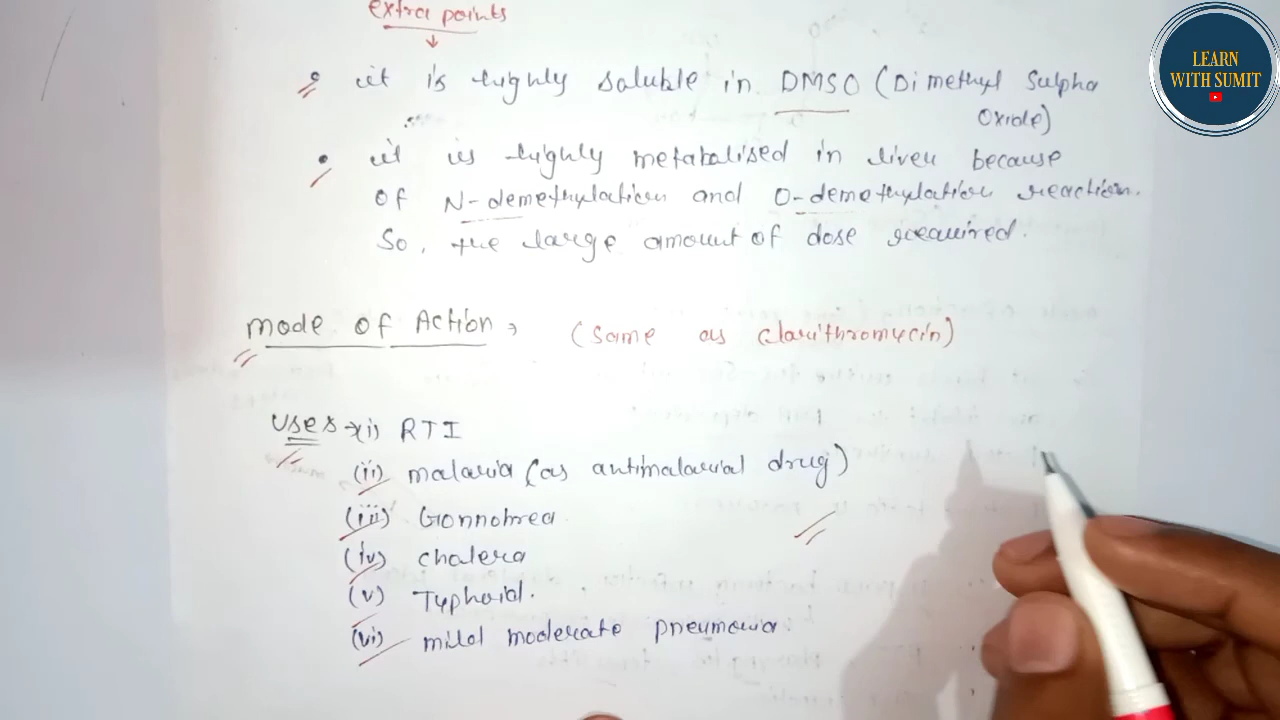 extra points
LEARN
WITH SUMIT
it is highly soluble in DMSO (Dimethyl Sulpha
Oxide)
it is highly metabolised in liver because
of N-demethylation and O-demethylation reaction.
So, the large amount of dose reequired.
mode of Action → (Same as clarithromycin)
uses → (i) RTI
(ii) malaria (as antimalarial drug)
(iii) Gonnohrea
(iv) chalera
(v) Typhoid.
(vi) mild moderate pneumonia.